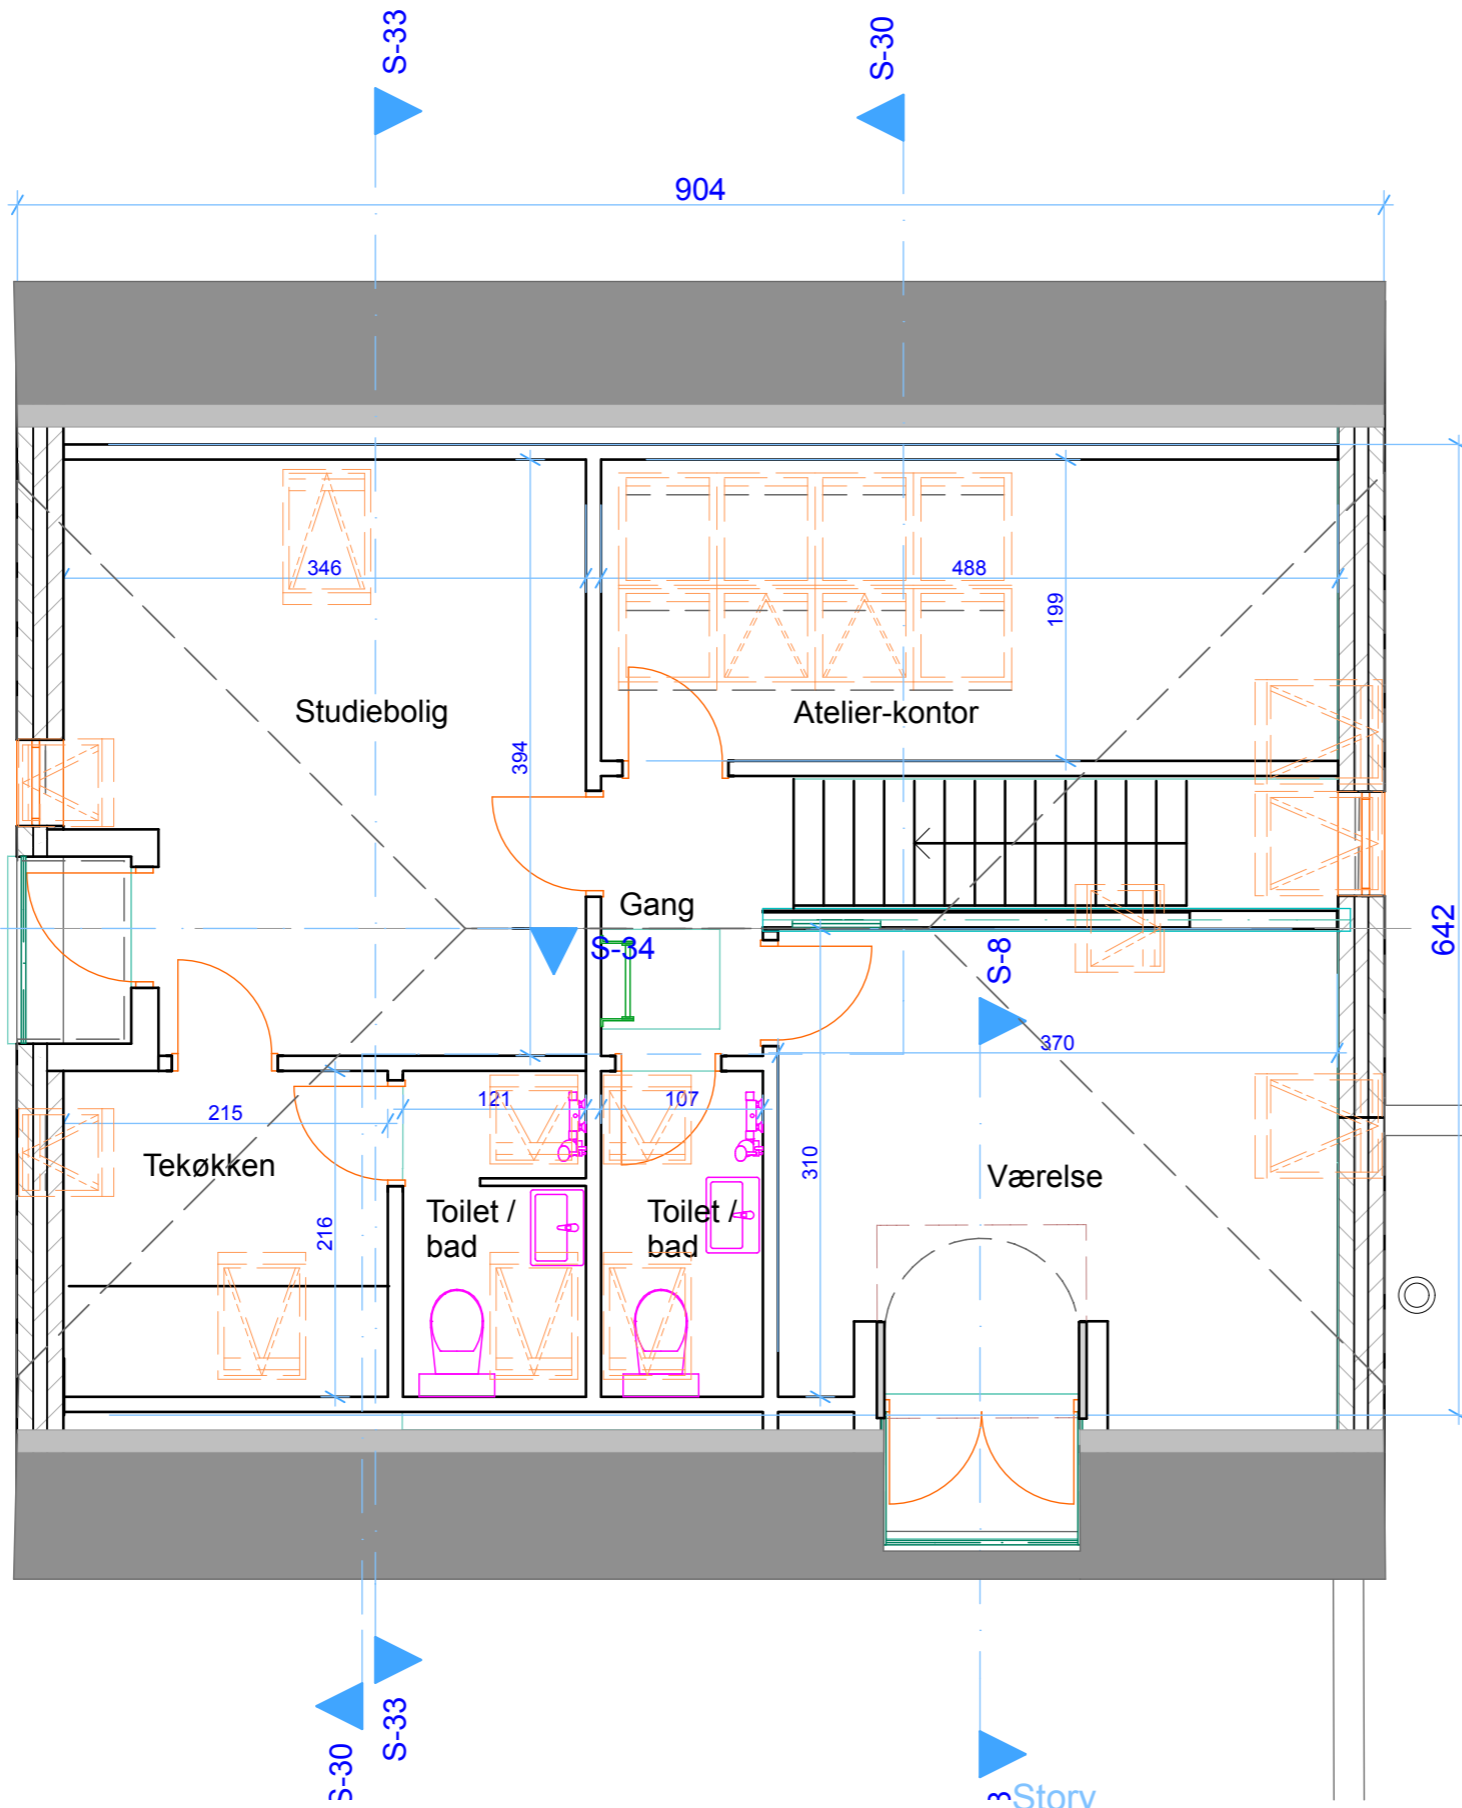 S-33
S-30
904
346
488
199
Studiebolig
Atelier-kontor
394
Gang
642
S-34
S-8
370
215
121
107
Tekøkken
310
Værelse
216
Toilet /
bad
Toilet /
bad
S-33
S-30
Story